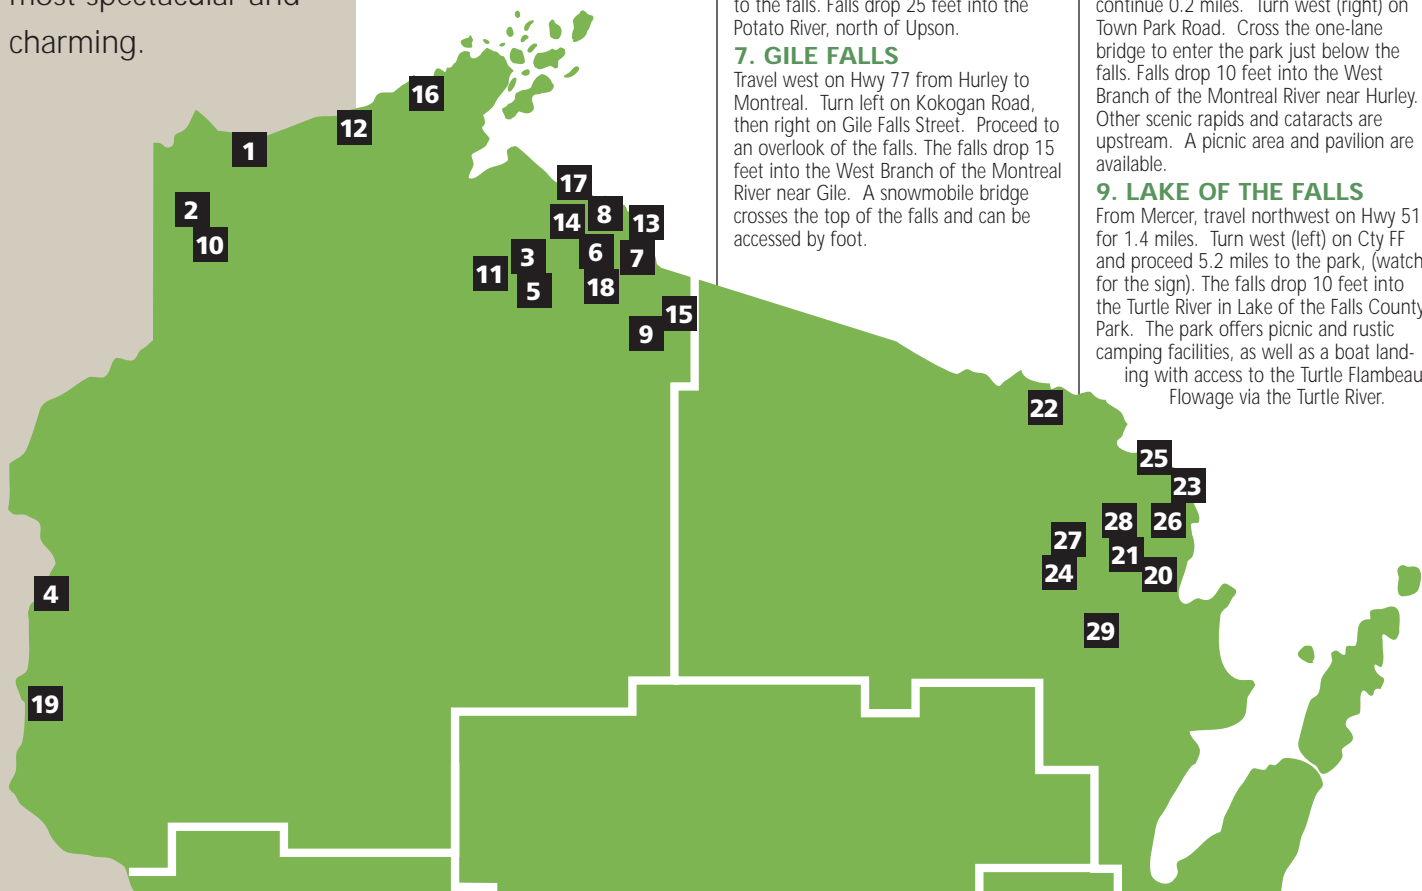 charming.
to the falls. Falls drop 25 feet into the
Potato River, north of Upson.
7. GILE FALLS
Travel west on Hwy 77 from Hurley to
Montreal. Turn left on Kokogan Road,
then right on Gile Falls Street. Proceed to
an overlook of the falls. The falls drop 15
feet into the West Branch of the Montreal
River near Gile. A snowmobile bridge
crosses the top of the falls and can be
accessed by foot.
continue 0.2 miles. Turn west (right) on
Town Park Road. Cross the one-lane
bridge to enter the park just below the
falls. Falls drop 10 feet into the West
Branch of the Montreal River near Hurley.
Other scenic rapids and cataracts are
upstream. A picnic area and pavilion are
available.
9. LAKE OF THE FALLS
From Mercer, travel northwest on Hwy 51
for 1.4 miles. Turn west (left) on Cty FF
and proceed 5.2 miles to the park, (watch
for the sign). The falls drop 10 feet into
the Turtle River in Lake of the Falls County
Park. The park offers picnic and rustic
camping facilities, as well as a boat land-
ing with access to the Turtle Flambeau
Flowage via the Turtle River.
16
12
1
17
2
8
14
13
10
6
3
7
11
18
5
15
9
22
25
23
28
26
27
21
24
20
4
29
19